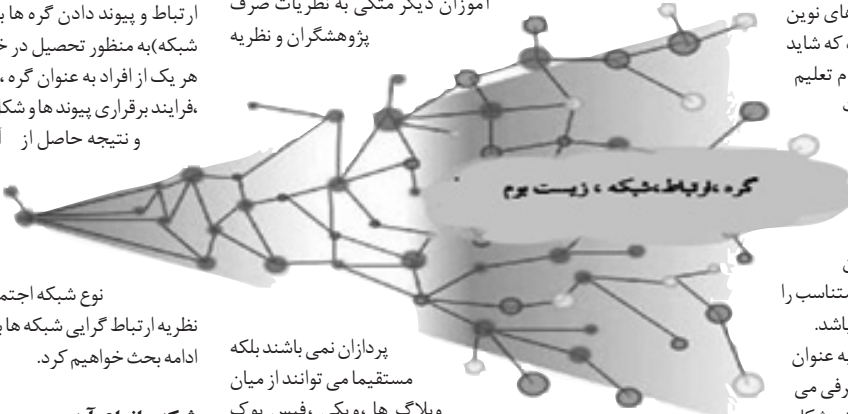 های نوین
که شاید
م تعلیم
متناسب را
باشد.
به عنوان
رفی می
آموزان دیگر متکی به نظریات صرف
پژوهشگران و نظریه
گره ،ارتباط،شبکه ، زیست بوم
پردازان نمی باشند بلکه
مستقیما می توانند از میان
وبلاگ ها ،ویکی ،فیس بوک
ارتباط و پیوند دادن گره ها با
شبکه)به منظور تحصیل در خ
هر یک از افراد به عنوان گره ،
،فرایند برقراری پیوند ها و شکل
و نتیجه حاصل از آ
نوع شبکه اجتم
نظریه ارتباط گرایی شبکه ها ب
ادامه بحث خواهیم کرد.